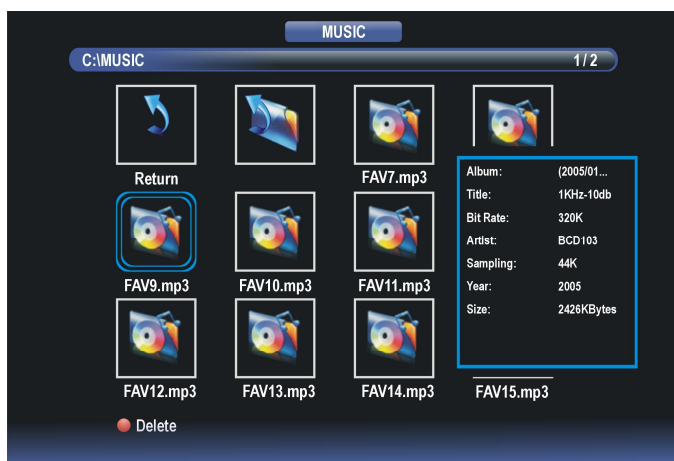 MUSIC
C:\MUSIC 1/2
Return
FAV7.mp3
Album: (2005/01...
Title: 1KHz-10db
Bit Rate: 320K
Artist: BCD103
Sampling: 44K
Year: 2005
Size: 2426KBytes
FAV9.mp3 FAV10.mp3 FAV11.mp3
FAV12.mp3 FAV13.mp3 FAV14.mp3 FAV15.mp3
Delete